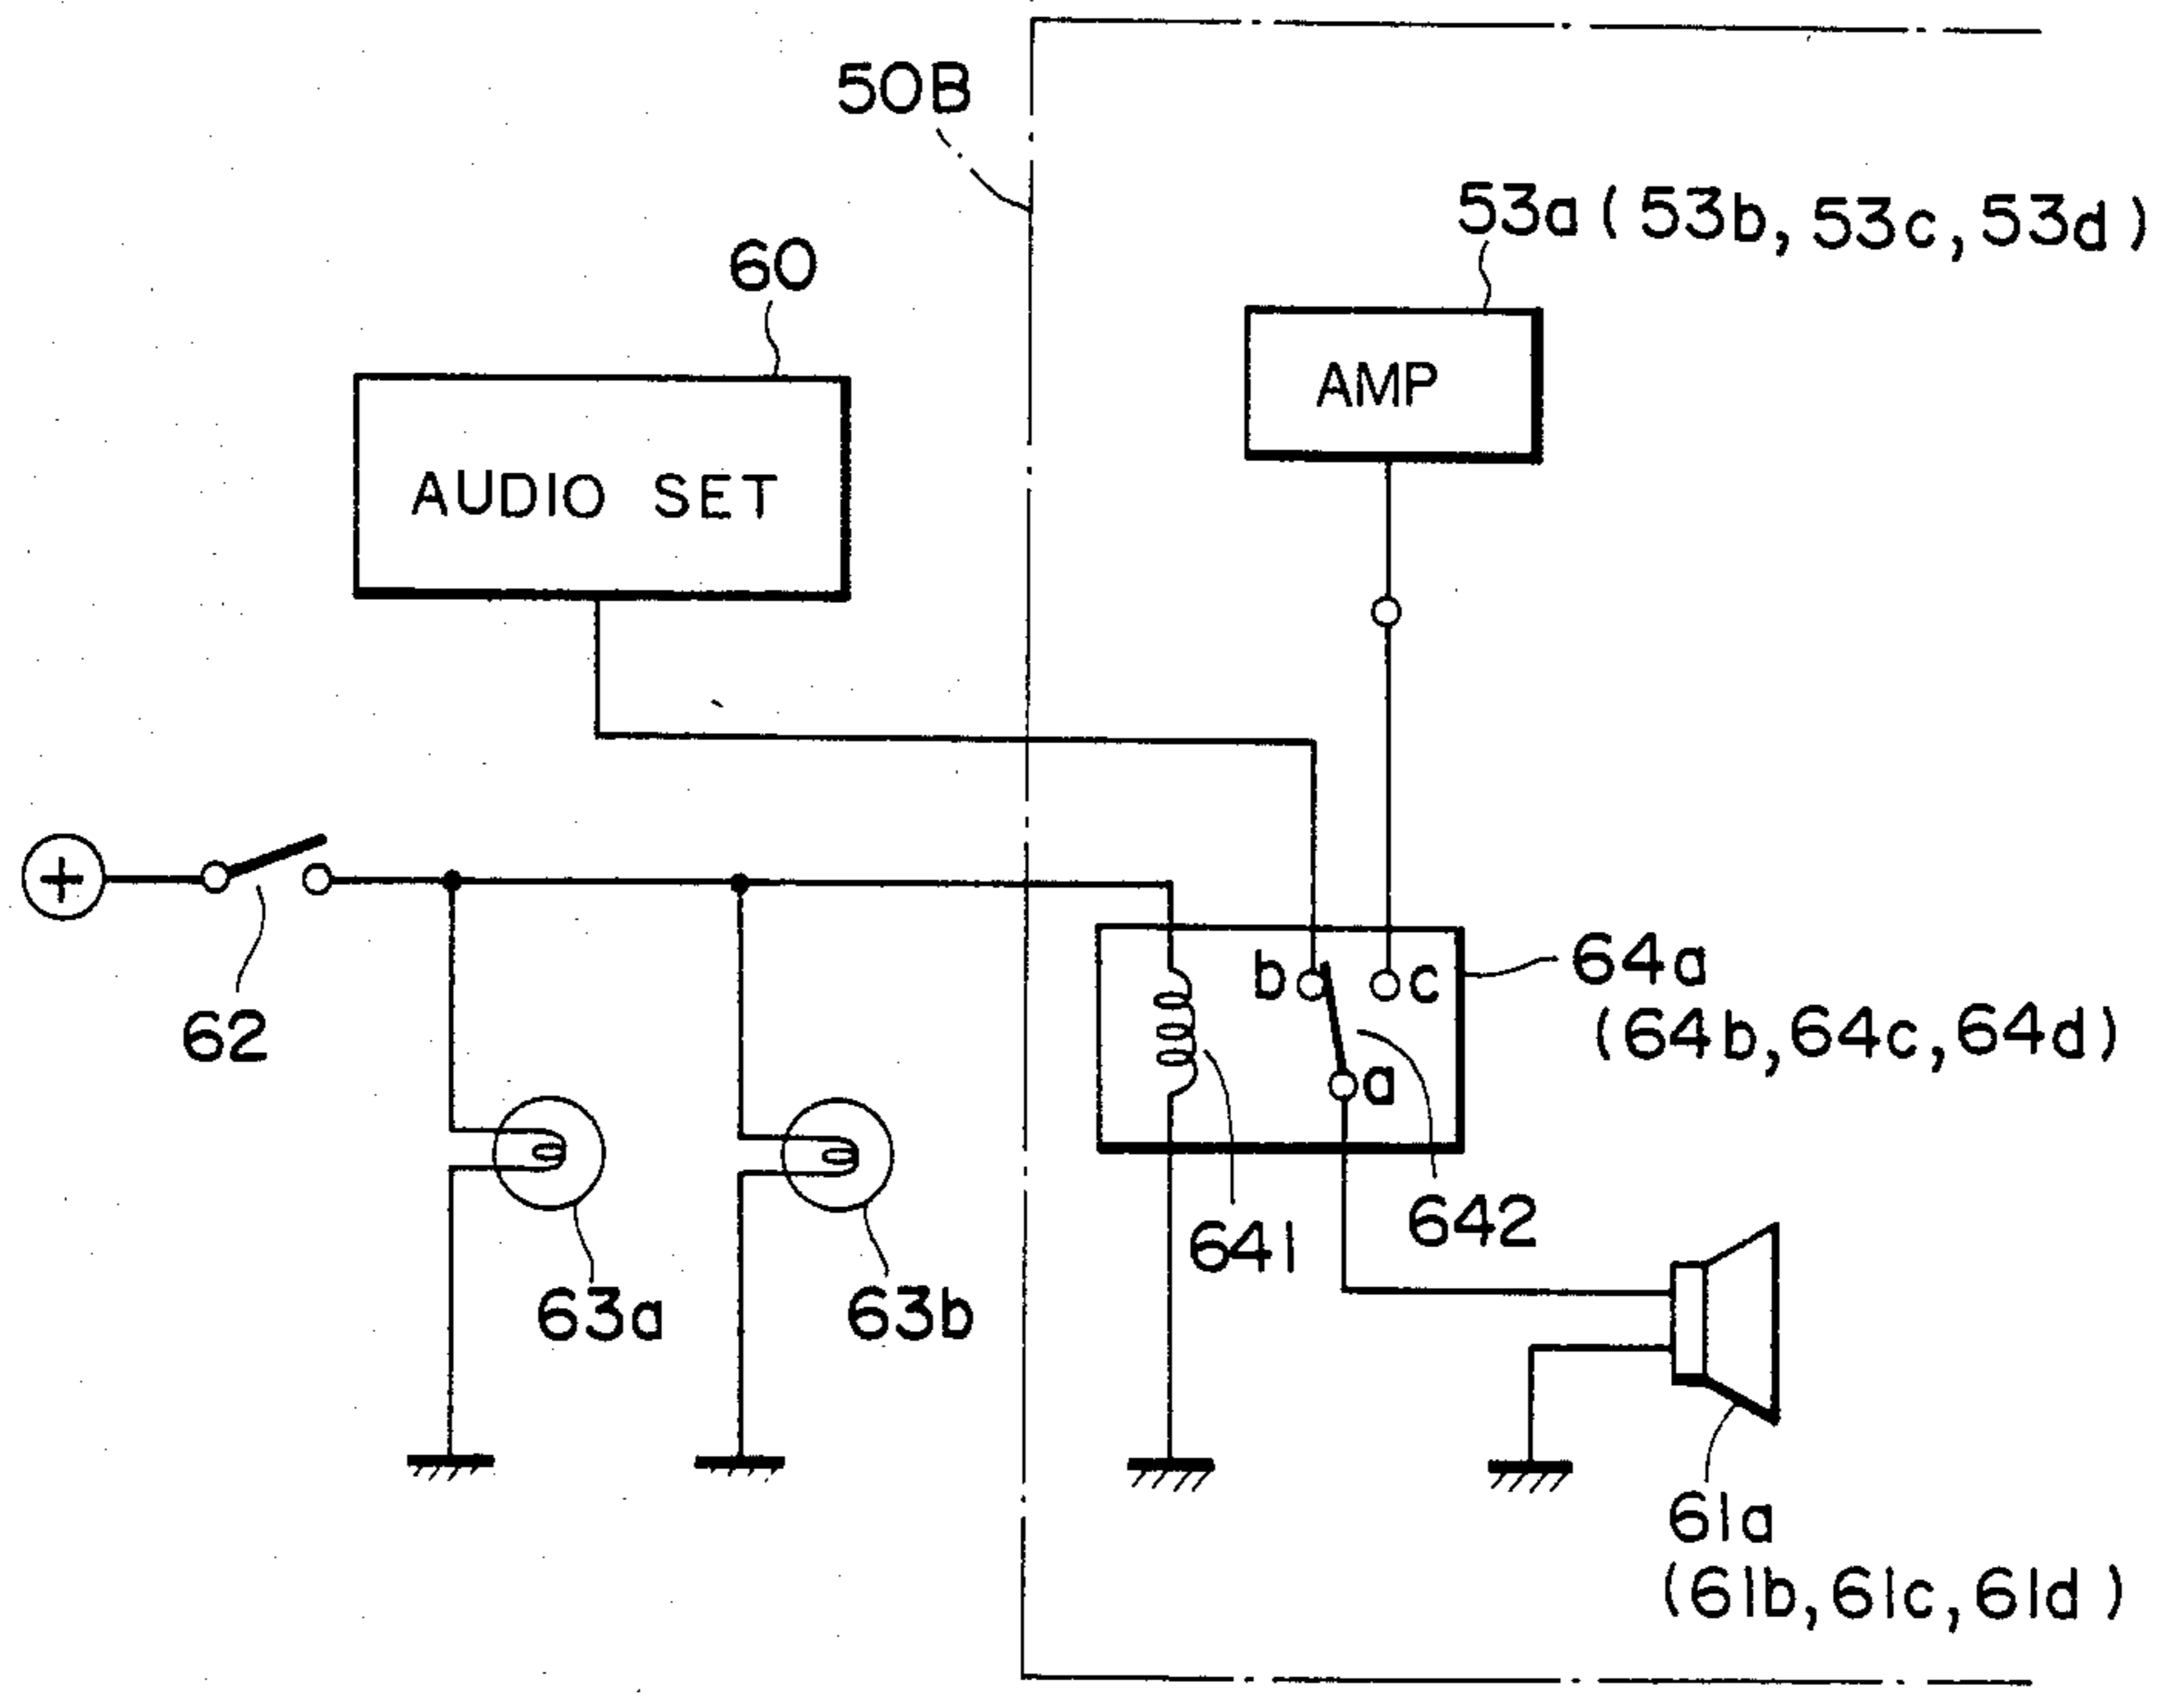 50B
53a (53b, 53c, 53d)
60
AMP
AUDIO SET
+
62
b
c
a
64a
(64b, 64c, 64d)
641
642
63a
63b
61a
(61b, 61c, 61d)